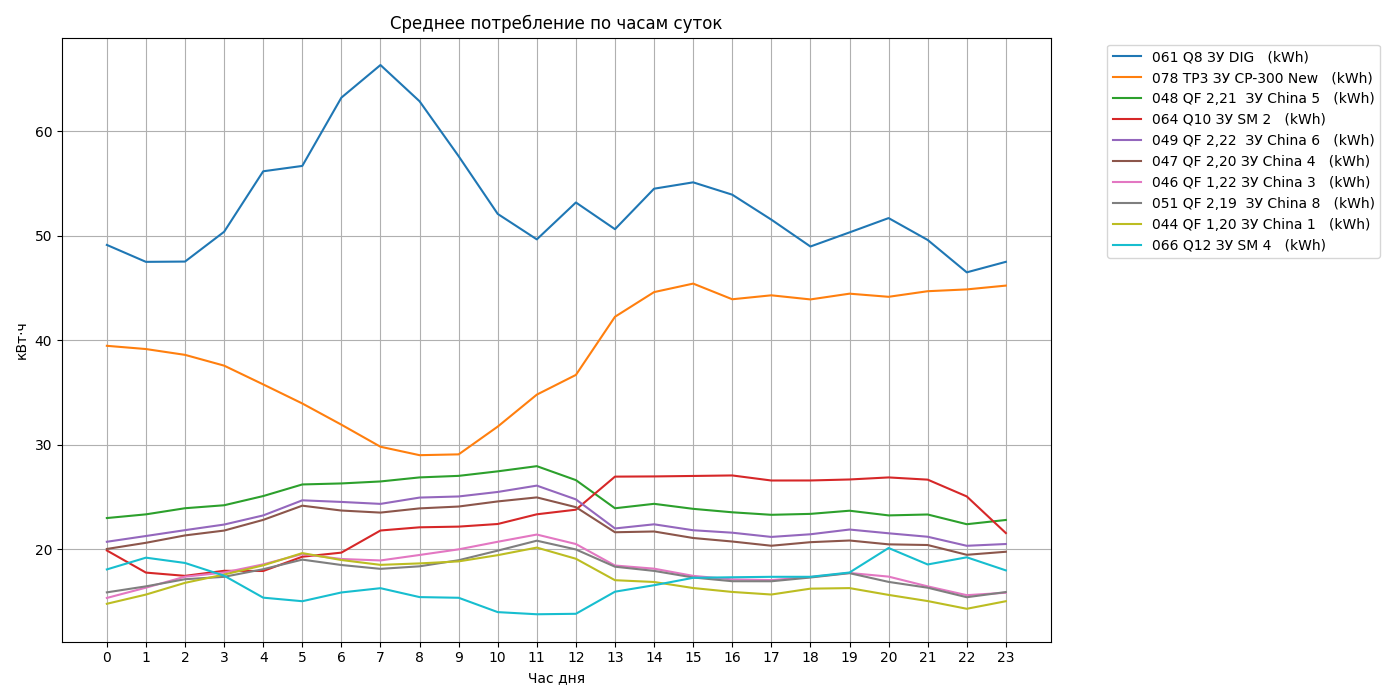 Среднее потребление по часам суток
кВт·ч
60
50
40
30
20
0 1 2 3 4 5 6 7 8 9 10 11 12 13 14 15 16 17 18 19 20 21 22 23
Час дня
061 Q8 ЗУ DIG (kWh)
078 ТР3 ЗУ СР-300 New (kWh)
048 QF 2,21 ЗУ China 5 (kWh)
064 Q10 ЗУ SM 2 (kWh)
049 QF 2,22 ЗУ China 6 (kWh)
047 QF 2,20 ЗУ China 4 (kWh)
046 QF 1,22 ЗУ China 3 (kWh)
051 QF 2,19 ЗУ China 8 (kWh)
044 QF 1,20 ЗУ China 1 (kWh)
066 Q12 ЗУ SM 4 (kWh)